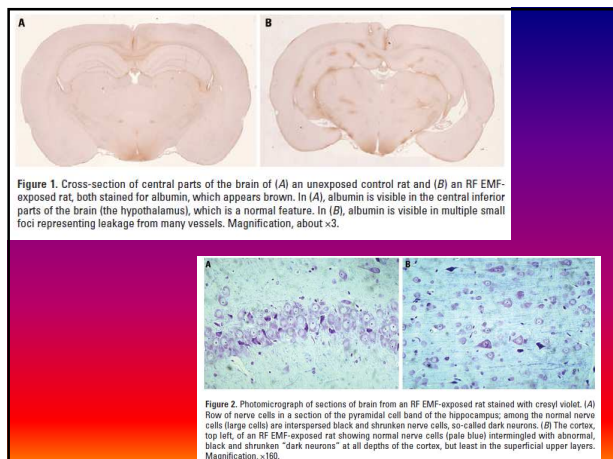 A
B
Figure 1. Cross-section of central parts of the brain of (A) an unexposed control rat and (B) an RF EMF-
exposed rat, both stained for albumin, which appears brown. In (A), albumin is visible in the central inferior
parts of the brain (the hypothalamus), which is a normal feature. In (B), albumin is visible in multiple small
foci representing leakage from many vessels. Magnification, about ×3.
A
B
Figure 2. Photomicrograph of sections of brain from an RF EMF-exposed rat stained with cresyl violet. (A)
Row of nerve cells in a section of the pyramidal cell band of the hippocampus; among the normal nerve
cells (large cells) are interspersed black and shrunken nerve cells, so-called dark neurons. (B) The cortex,
top left, of an RF EMF-exposed rat showing normal nerve cells (pale blue) intermingled with abnormal,
black and shrunken "dark neurons" at all depths of the cortex, but least in the superficial upper layers.
Magnification, ×160.